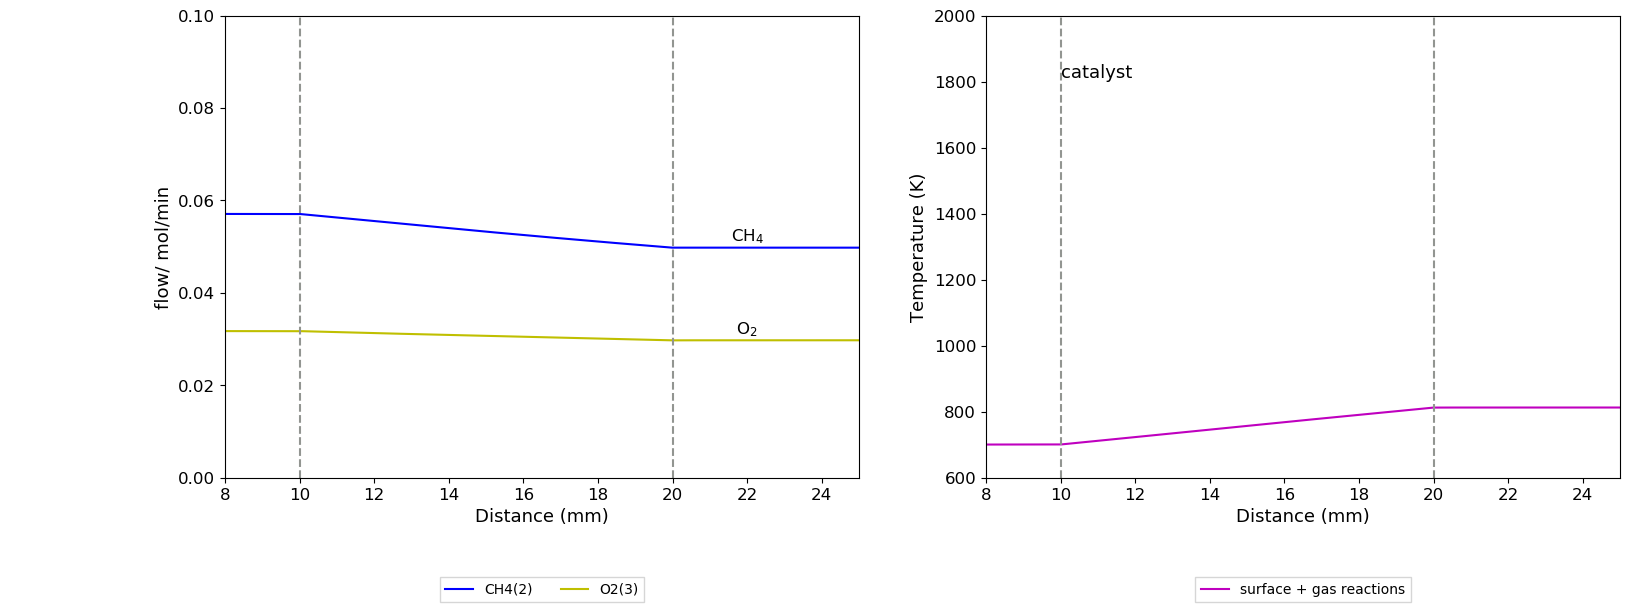 0.10
0.08
0.06
0.04
0.02
0.00
flow/ mol/min
CH₄
O₂
8 10 12 14 16 18 20 22 24
Distance (mm)
CH4(2) O2(3)
2000
1800
1600
1400
1200
1000
800
600
Temperature (K)
catalyst
8 10 12 14 16 18 20 22 24
Distance (mm)
surface + gas reactions